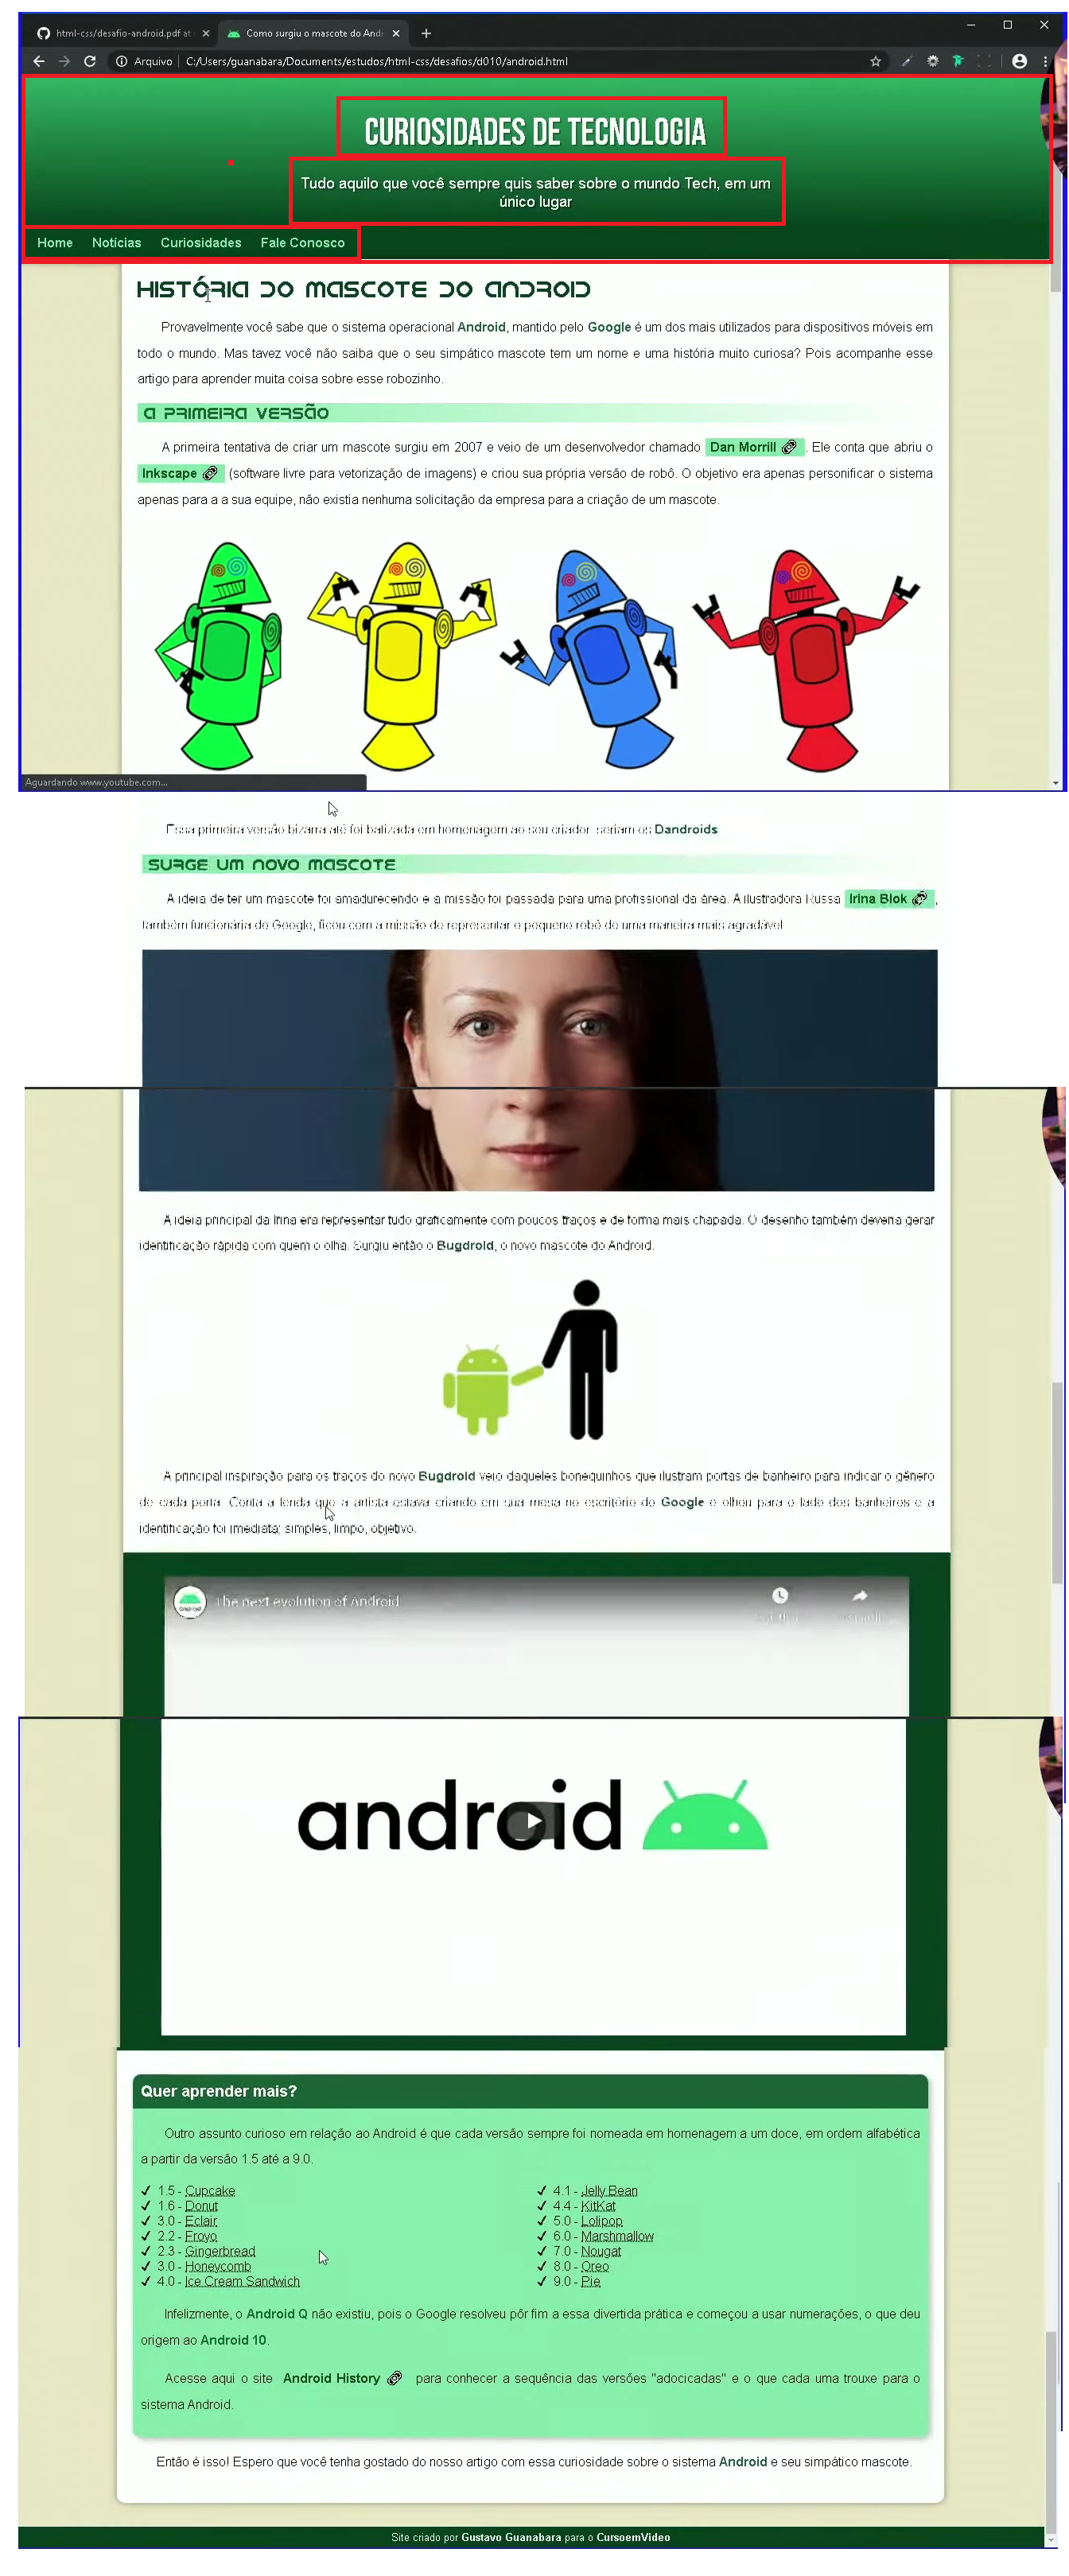 html-css/desafio-android.pdf at
Como surgiu o mascote do And
Arquivo
C:/Users/guanabara/Documents/estudos/html-css/desafios/d010/android.html
CURIOSIDADES DE TECNOLOGIA
Tudo aquilo que você sempre quis saber sobre o mundo Tech, em um
único lugar
Home Notícias Curiosidades Fale Conosco
HISTÓRIA DO MASCOTE DO ANDROID
Provavelmente você sabe que o sistema operacional Android, mantido pelo Google é um dos mais utilizados para dispositivos móveis em
todo o mundo. Mas tavez você não saiba que o seu simpático mascote tem um nome e uma história muito curiosa? Pois acompanhe esse
artigo para aprender muita coisa sobre esse robozinho.
A PRIMEIRA VERSÃO
A primeira tentativa de criar um mascote surgiu em 2007 e veio de um desenvolvedor chamado Dan Morrill . Ele conta que abriu o
Inkscape (software livre para vetorização de imagens) e criou sua própria versão de robô. O objetivo era apenas personificar o sistema
apenas para a a sua equipe, não existia nenhuma solicitação da empresa para a criação de um mascote.
Aguardando www.youtube.com...
Essa primeira versão bizarra até foi batizada em homenagem ao seu criador: seriam os Dandroids
SURGE UM NOVO MASCOTE
A ideia de ter um mascote foi amadurecendo e a missão foi passada para uma profissional da área. A ilustradora Russa Irina Blok ,
também funcionária do Google, ficou com a missão de representar o pequeno robô de uma maneira mais agradável
A ideia principal da Irina era representar tudo graficamente com poucos traços e de forma mais chapada. O desenho também deveria gerar
identificação rápida com quem o olha. Surgiu então o Bugdroid, o novo mascote do Android.
A principal inspiração para os traços do novo Bugdroid veio daqueles bonequinhos que ilustram portas de banheiro para indicar o gênero
de cada porta. Conta a lenda que a artista estava criando em sua mesa no escritório do Google e olhou para o lado dos banheiros e a
identificação foi imediata: simples, limpo, objetivo.
The next evolution of Android
android
Quer aprender mais?
Outro assunto curioso em relação ao Android é que cada versão sempre foi nomeada em homenagem a um doce, em ordem alfabética
a partir da versão 1.5 até a 9.0.
✔ 1.5 - Cupcake
✔ 1.6 - Donut
✔ 3.0 - Eclair
✔ 2.2 - Froyo
✔ 2.3 - Gingerbread
✔ 3.0 - Honeycomb
✔ 4.0 - Ice Cream Sandwich
✔ 4.1 - Jelly Bean
✔ 4.4 - KitKat
✔ 5.0 - Lolipop
✔ 6.0 - Marshmallow
✔ 7.0 - Nougat
✔ 8.0 - Oreo
✔ 9.0 - Pie
Infelizmente, o Android Q não existiu, pois o Google resolveu pôr fim a essa divertida prática e começou a usar numerações, o que deu
origem ao Android 10.
Acesse aqui o site Android History para conhecer a sequência das versões "adocicadas" e o que cada uma trouxe para o
sistema Android.
Então é isso! Espero que você tenha gostado do nosso artigo com essa curiosidade sobre o sistema Android e seu simpático mascote.
Site criado por Gustavo Guanabara para o CursoemVideo